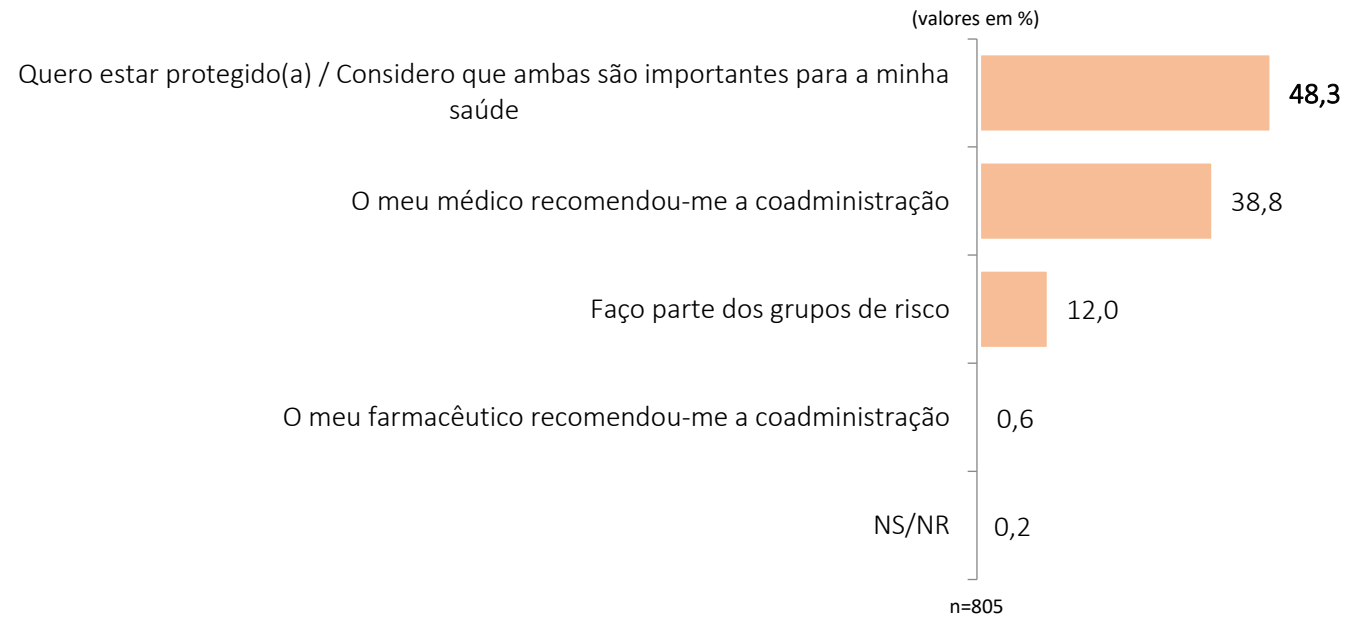 (valores em %)
Quero estar protegido(a) / Considero que ambas são importantes para a minha
saúde
48,3
O meu médico recomendou-me a coadministração
38,8
Faço parte dos grupos de risco
12,0
O meu farmacêutico recomendou-me a coadministração
0,6
NS/NR
0,2
n=805